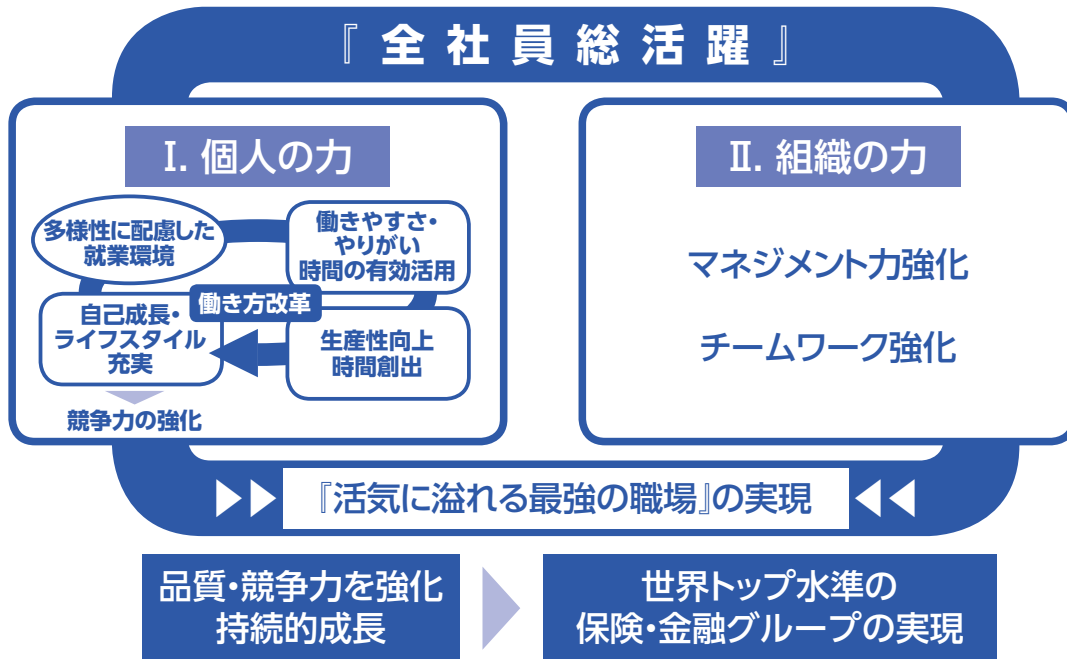 『全社員総活躍』
Ⅰ. 個人の力
多様性に配慮した
就業環境
働きやすさ・
やりがい
時間の有効活用
働き方改革
自己成長・
ライフスタイル
充実
生産性向上
時間創出
競争力の強化
Ⅱ. 組織の力
マネジメント力強化
チームワーク強化
『活気に溢れる最強の職場』の実現
品質・競争力を強化
持続的成長
世界トップ水準の
保険・金融グループの実現